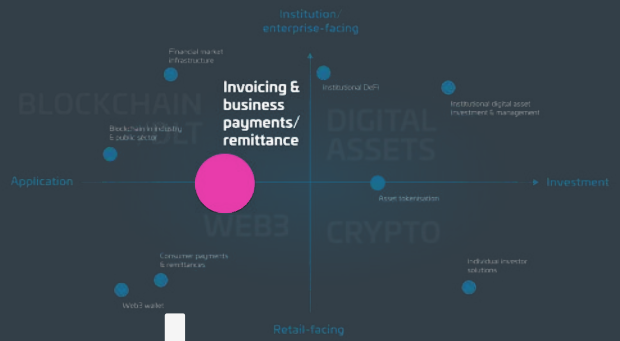 Institution/
enterprise-facing
Financial market
infrastructure
Invoicing &
business
payments/
remittance
Institutional DeFi
Institutional digital asset
investment & management
BLOCKCHAIN
DLT
DIGITAL
ASSETS
Blockchain in industry
& public sector
Application
Investment
Asset tokenisation
WEB3
CRYPTO
Consumer payments
& remittances
Individual investor
solutions
Web3 wallet
Retail-facing